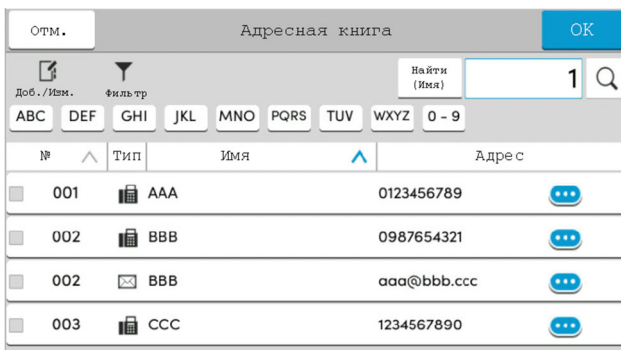 Отм. Адресная книга OK
Доб./Изм. Фильтр Найти (Имя) 1
ABC DEF GHI JKL MNO PQRS TUV WXYZ 0 - 9
№ Тип Имя Адрес
001 AAA 0123456789
002 BBB 0987654321
002 BBB aaa@bbb.ccc
003 CCC 1234567890